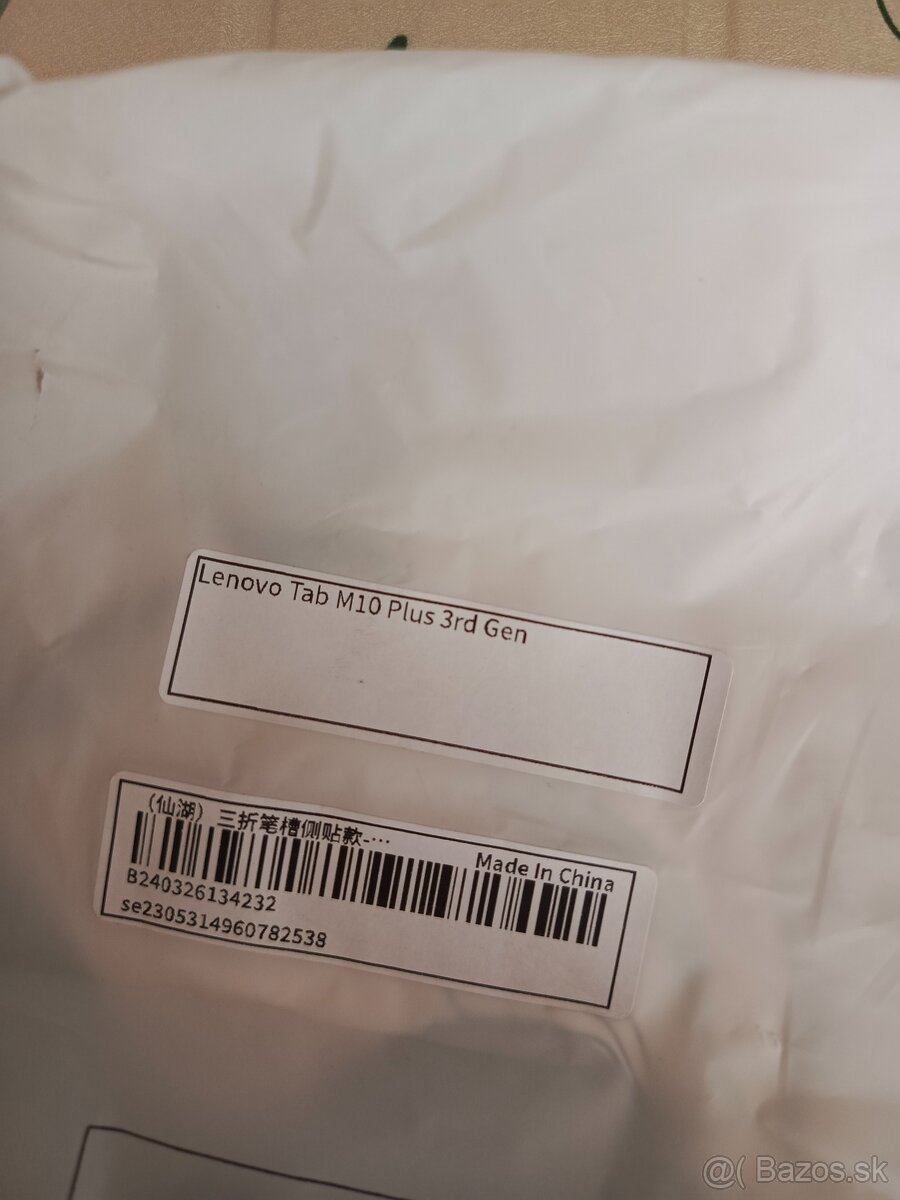 Lenovo Tab M10 Plus 3rd Gen
(仙湖) 三折笔槽侧贴款-…
Made In China
B240326134232
se2305314960782538
@( Bazos.sk